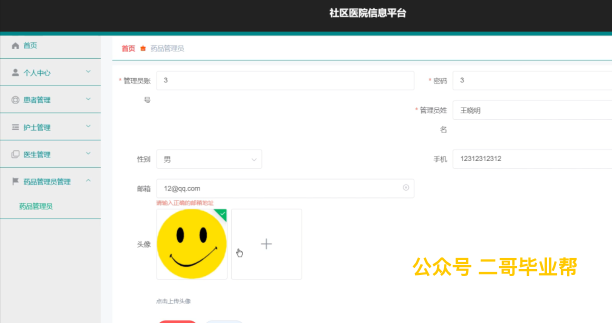 社区医院信息平台
首页
个人中心
患者管理
护士管理
医生管理
药品管理员管理
药品管理员
首页 药品管理员
* 管理员账号 3
* 密码 3
* 管理员姓名 王晓明
性别 男
手机 12312312312
邮箱 12@qq.com
请输入正确的邮箱地址
头像
点击上传头像
公众号 二哥毕业帮